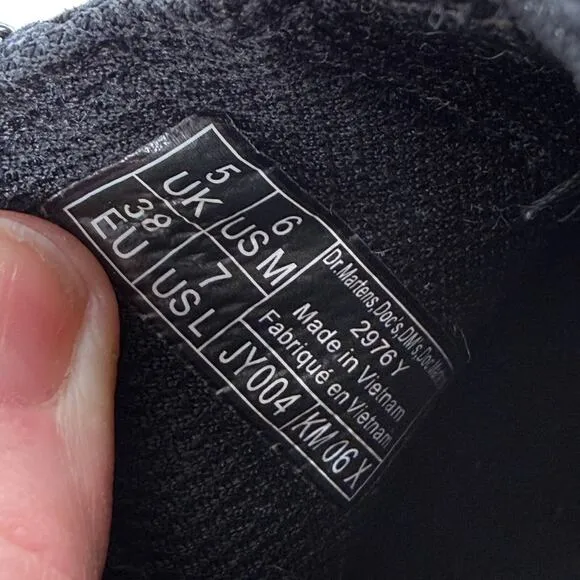 5 UK
6 US M
38 EU
7 US L
Dr.Martens,Doc's,DM's,Doc
2976 Y
Made in Vietnam
Fabriqué en Vietnam
JY004
KM 06 X